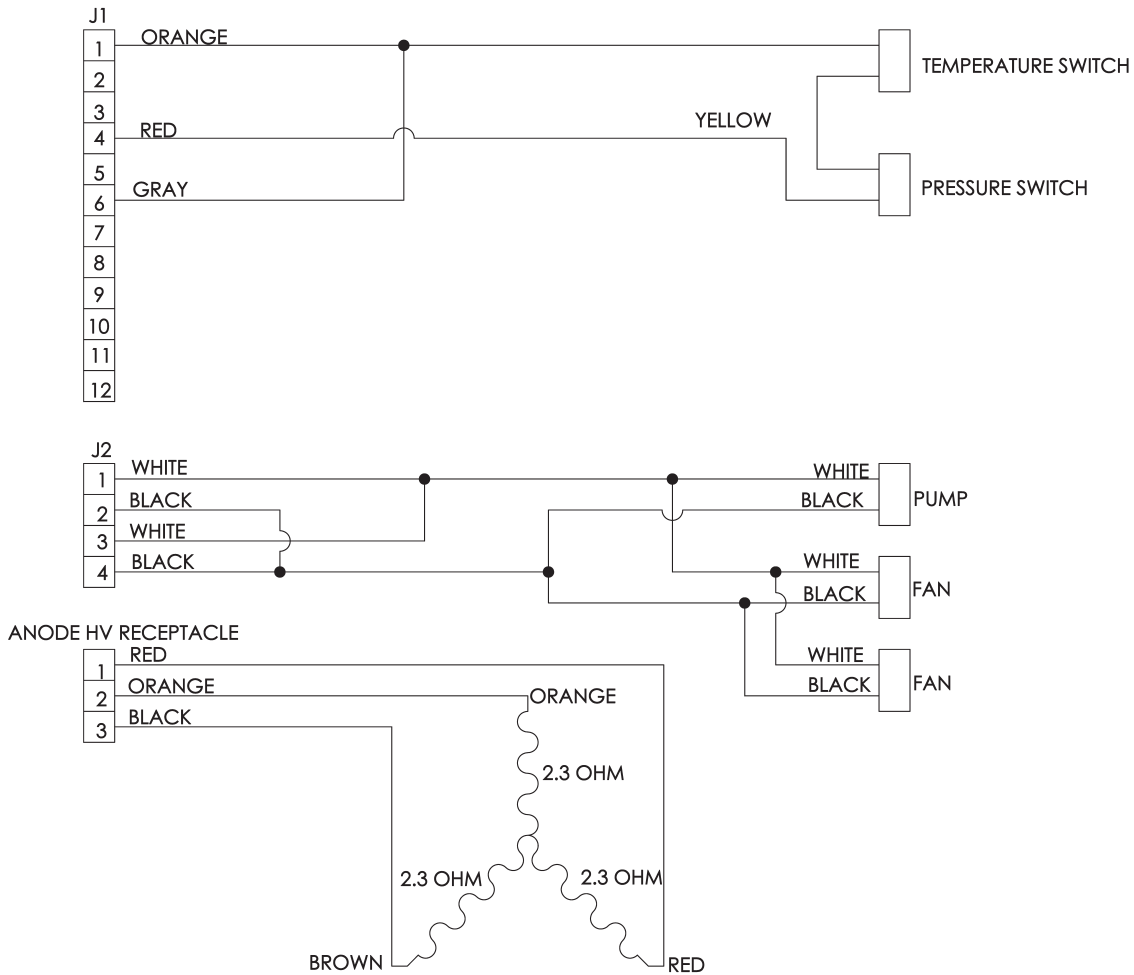 J1
1 ORANGE
2
3
4 RED
5
6 GRAY
7
8
9
10
11
12
YELLOW
TEMPERATURE SWITCH
PRESSURE SWITCH
J2
1 WHITE
2 BLACK
3 WHITE
4 BLACK
WHITE
BLACK
PUMP
WHITE
BLACK
FAN
WHITE
BLACK
FAN
ANODE HV RECEPTACLE
1 RED
2 ORANGE
3 BLACK
ORANGE
2.3 OHM
2.3 OHM
2.3 OHM
BROWN
RED